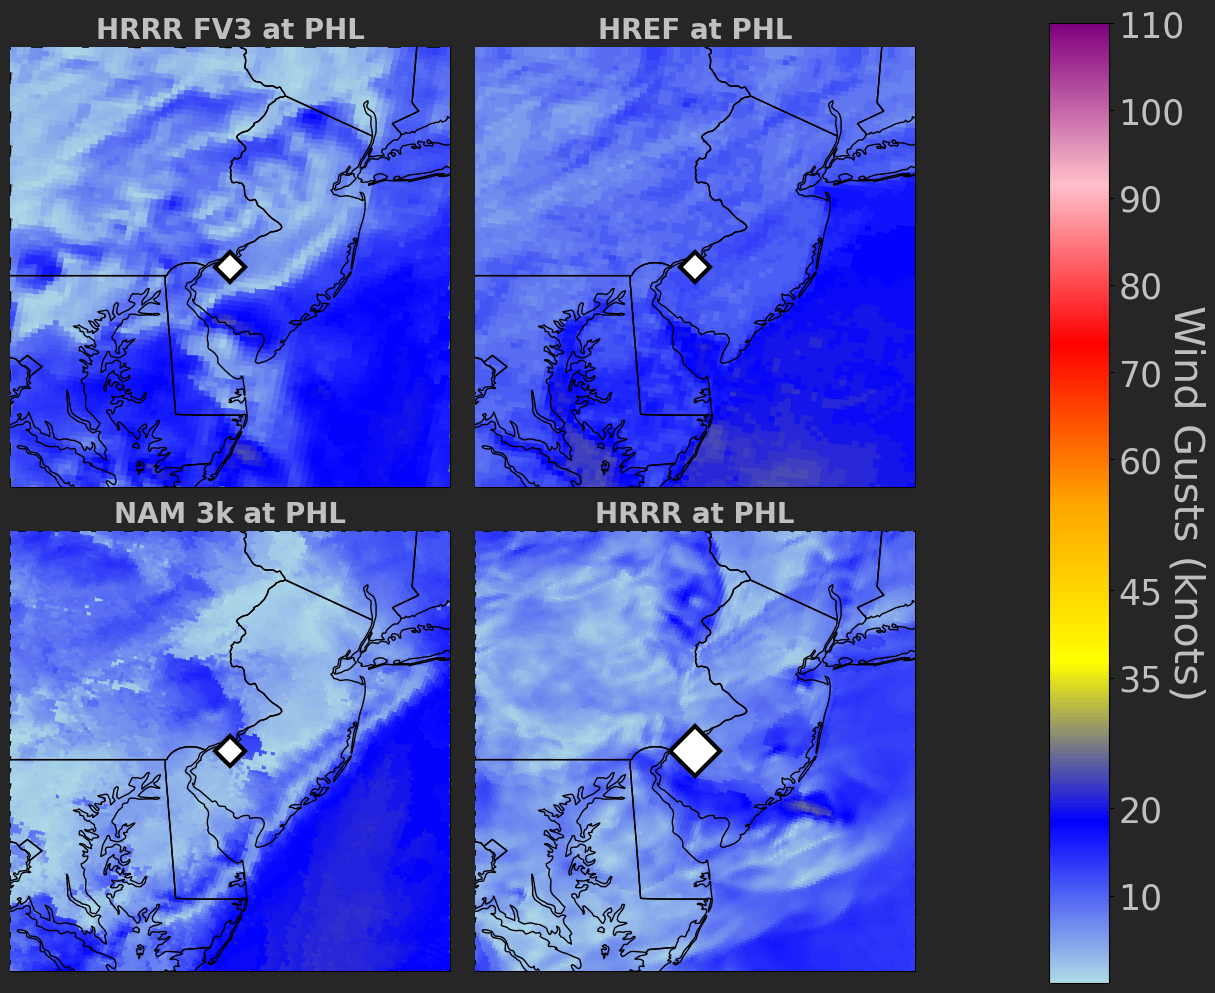 HRRR FV3 at PHL
HREF at PHL
NAM 3k at PHL
HRRR at PHL
110
100
90
80
70
60
45
35
20
10
Wind Gusts (knots)